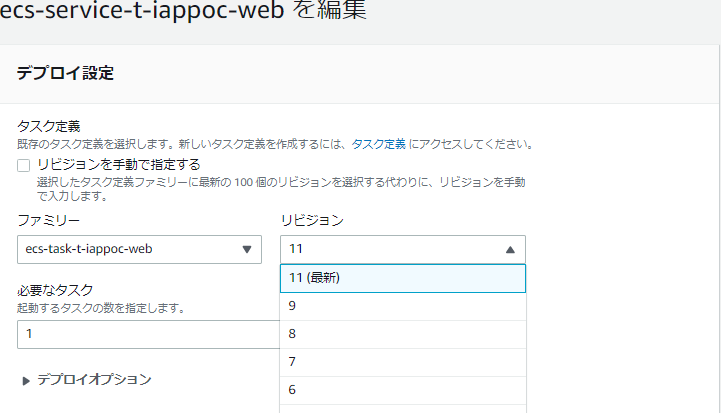 ecs-service-t-iappoc-web を編集
デプロイ設定
タスク定義
既存のタスク定義を選択します。新しいタスク定義を作成するには、タスク定義 にアクセスしてください。
リビジョンを手動で指定する
選択したタスク定義ファミリーに最新の 100 個のリビジョンを選択する代わりに、リビジョンを手動
で入力します。
ファミリー
リビジョン
ecs-task-t-iappoc-web
11
11 (最新)
9
8
7
6
必要なタスク
起動するタスクの数を指定します。
1
デプロイオプション